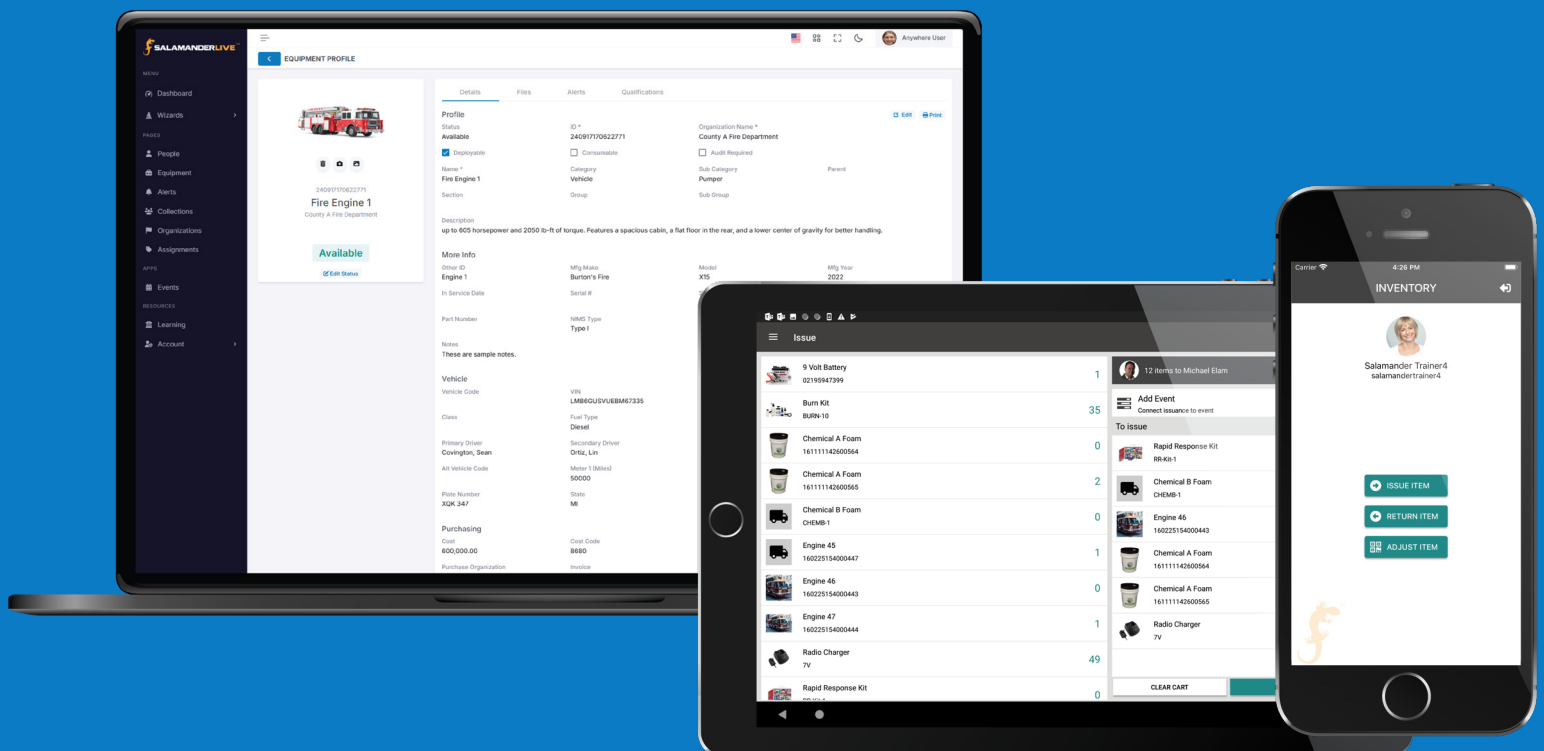 SALAMANDERLIVE
MENU
Dashboard
Wizards
PAGES
People
Equipment
Alerts
Collections
Organizations
Assignments
APPS
Events
RESOURCES
Learning
Account
Anywhere User
EQUIPMENT PROFILE
240917170622771
Fire Engine 1
County A Fire Department
Available
Edit Status
Details Files Alerts Qualifications
Profile Edit Print
Status ID * Organization Name *
Available 240917170622771 County A Fire Department
Deployable Consumable Audit Required
Name * Category Sub Category Parent
Fire Engine 1 Vehicle Pumper
Section Group Sub Group
Description
up to 605 horsepower and 2050 lb-ft of torque. Features a spacious cabin, a flat floor in the rear, and a lower center of gravity for better handling.
More Info
Other ID Mfg Make Model Mfg Year
Engine 1 Burton's Fire X15 2022
In Service Date Serial #
Part Number NIMS Type
Type I
Notes
These are sample notes.
Vehicle
Vehicle Code VIN
LMB6GUSVUEBM67335
Class Fuel Type
Diesel
Primary Driver Secondary Driver
Covington, Sean Ortiz, Lin
Alt Vehicle Code Meter 1 (Miles)
50000
Plate Number State
XQK 347 MI
Purchasing
Cost Cost Code
600,000.00 8680
Purchase Organization Invoice
Issue
9 Volt Battery
02195947399 1
Burn Kit
BURN-10 35
Chemical A Foam
161111142600564 0
Chemical A Foam
161111142600565 2
Chemical B Foam
CHEMB-1 0
Engine 45
160225154000447 1
Engine 46
160225154000443 0
Engine 47
160225154000444 1
Radio Charger
7V 49
Rapid Response Kit
0
12 items to Michael Elam
Add Event
Connect issuance to event
To issue
Rapid Response Kit
RR-Kit-1
Chemical B Foam
CHEMB-1
Engine 46
160225154000443
Chemical A Foam
161111142600564
Chemical A Foam
161111142600565
Radio Charger
7V
CLEAR CART
Carrier 4:26 PM
INVENTORY
Salamander Trainer4
salamandertrainer4
ISSUE ITEM
RETURN ITEM
ADJUST ITEM